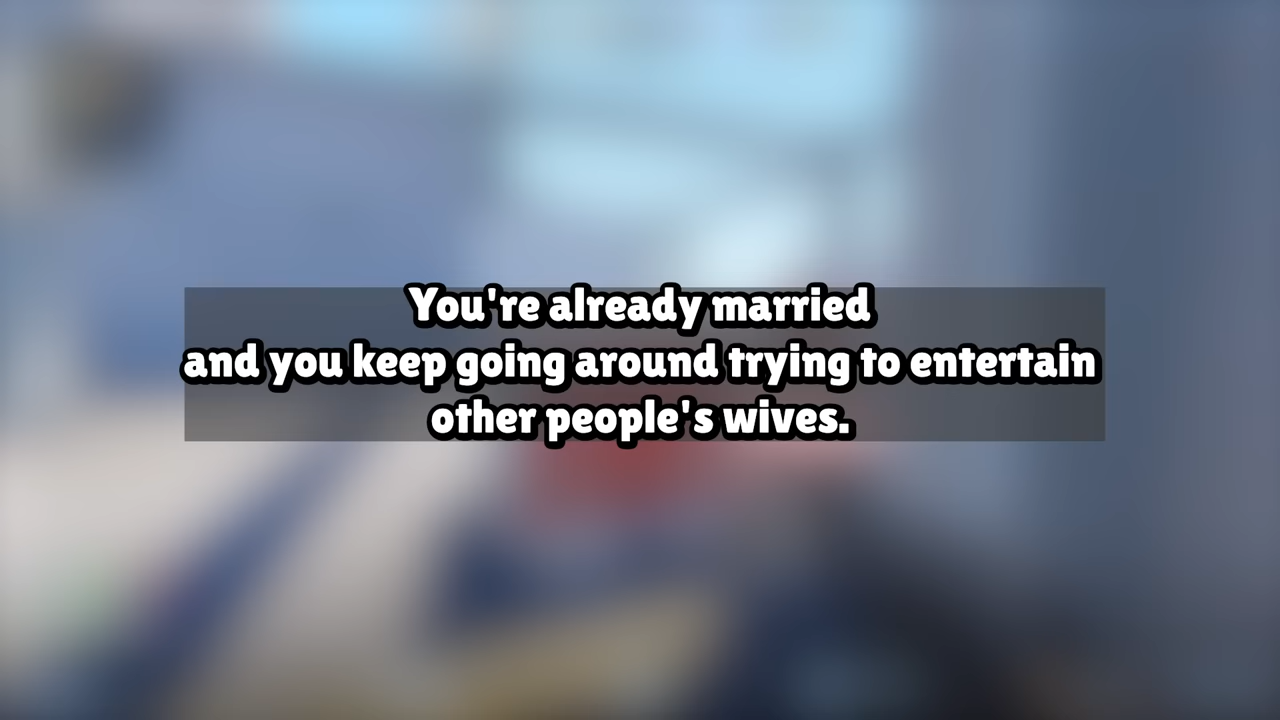 You're already married
and you keep going around trying to entertain
other people's wives.